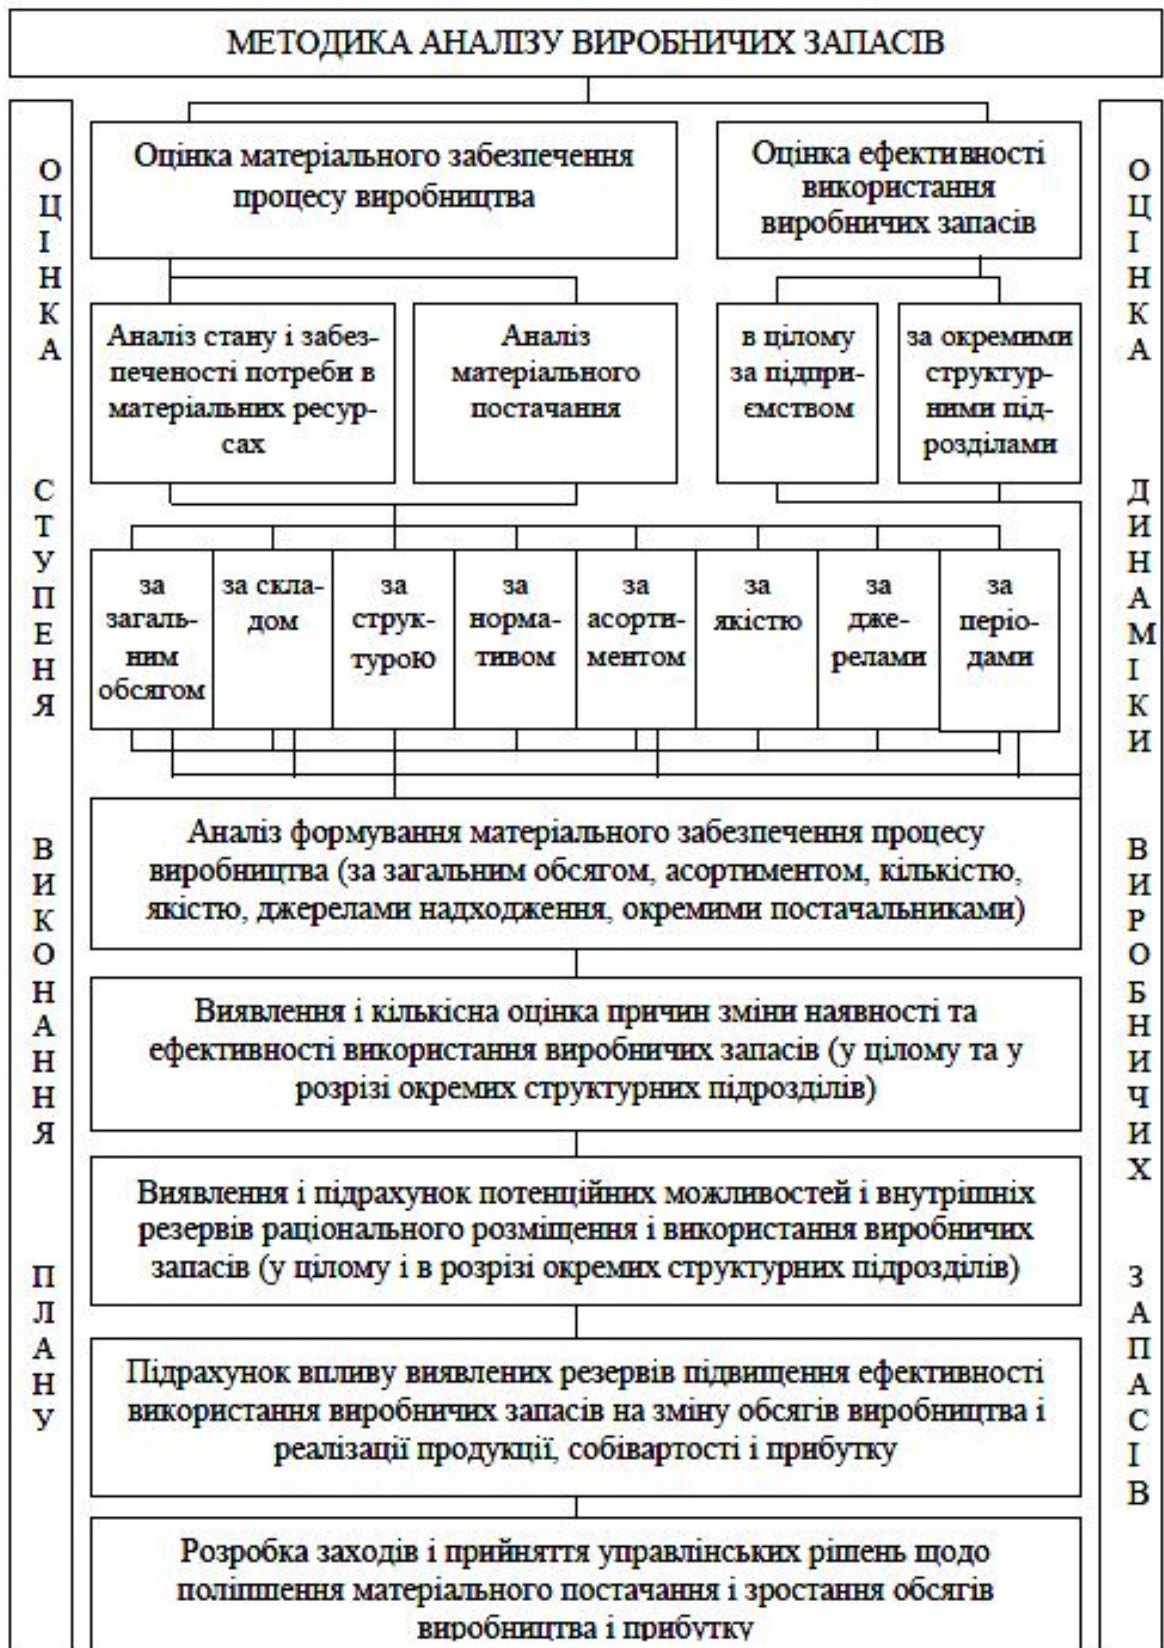 МЕТОДИКА АНАЛІЗУ ВИРОБНИЧИХ ЗАПАСІВ
ОЦІНКА СТУПЕНЯ ВИКОНАННЯ ПЛАНУ
Оцінка матеріального забезпечення
процесу виробництва
Оцінка ефективності
використання
виробничих запасів
Аналіз стану і забез-
печеності потреби в
матеріальних ресур-
сах
Аналіз
матеріального
постачання
в цілому
за підпри-
ємством
за окремими
структур-
ними під-
розділами
за
загаль-
ним
обсягом
за скла-
дом
за
струк-
турою
за
норма-
тивом
за
асорти-
ментом
за
якістю
за
дже-
релами
за
періо-
дами
Аналіз формування матеріального забезпечення процесу
виробництва (за загальним обсягом, асортиментом, кількістю,
якістю, джерелами надходження, окремими постачальниками)
Виявлення і кількісна оцінка причин зміни наявності та
ефективності використання виробничих запасів (у цілому та у
розрізі окремих структурних підрозділів)
Виявлення і підрахунок потенційних можливостей і внутрішніх
резервів раціонального розміщення і використання виробничих
запасів (у цілому і в розрізі окремих структурних підрозділів)
Підрахунок впливу виявлених резервів підвищення ефективності
використання виробничих запасів на зміну обсягів виробництва і
реалізації продукції, собівартості і прибутку
Розробка заходів і прийняття управлінських рішень щодо
поліпшення матеріального постачання і зростання обсягів
виробництва і прибутку
ОЦІНКА ДИНАМІКИ ВИРОБНИЧИХ ЗАПАСІВ